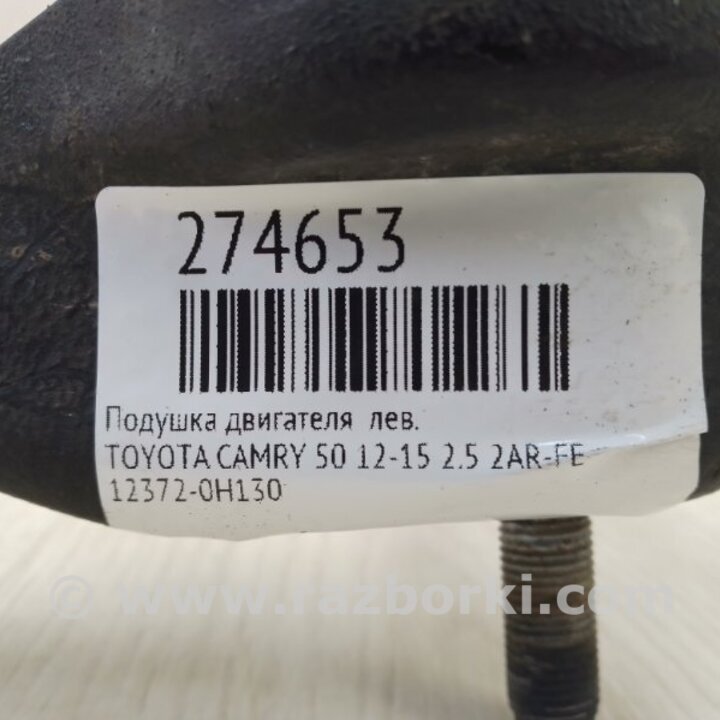 274653
Подушка двигателя лев.
TOYOTA CAMRY 50 12-15 2.5 2AR-FE
12372-0H130
© www.razborki.com